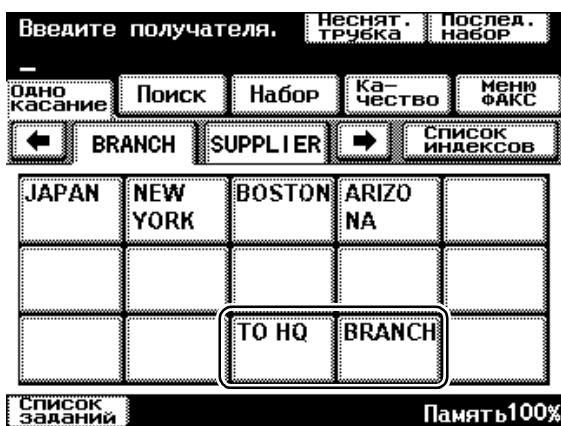 Введите получателя.
Неснят. трубка
Послед. набор
Одно касание
Поиск
Набор
Ка- чество
Меню ФАКС
BRANCH
SUPPLIER
Список индексов
JAPAN
NEW YORK
BOSTON
ARIZO NA
TO HQ
BRANCH
Список заданий
Память100%